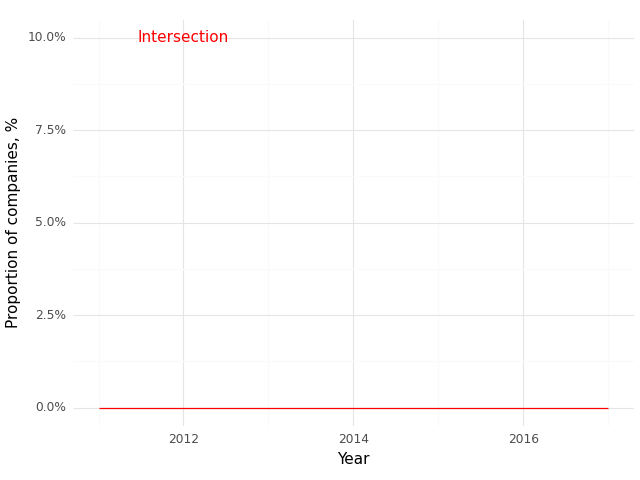 Intersection
10.0%
7.5%
5.0%
2.5%
0.0%
Proportion of companies, %
2012
2014
2016
Year